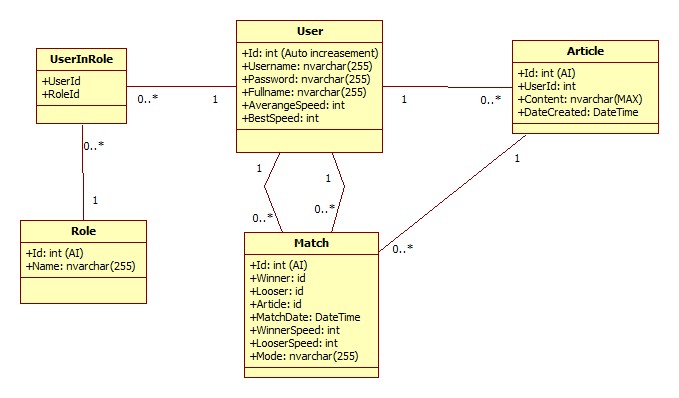 User
+Id: int (Auto increasement)
+Username: nvarchar(255)
+Password: nvarchar(255)
+Fullname: nvarchar(255)
+AverangeSpeed: int
+BestSpeed: int
UserInRole
+UserId
+RoleId
Article
+Id: int (AI)
+UserId: int
+Content: nvarchar(MAX)
+DateCreated: DateTime
0..*
1
1
0..*
0..*
1
1
1
0..*
0..*
1
0..*
Role
+Id: int (AI)
+Name: nvarchar(255)
Match
+Id: int (AI)
+Winner: id
+Looser: id
+Article: id
+MatchDate: DateTime
+WinnerSpeed: int
+LooserSpeed: int
+Mode: nvarchar(255)